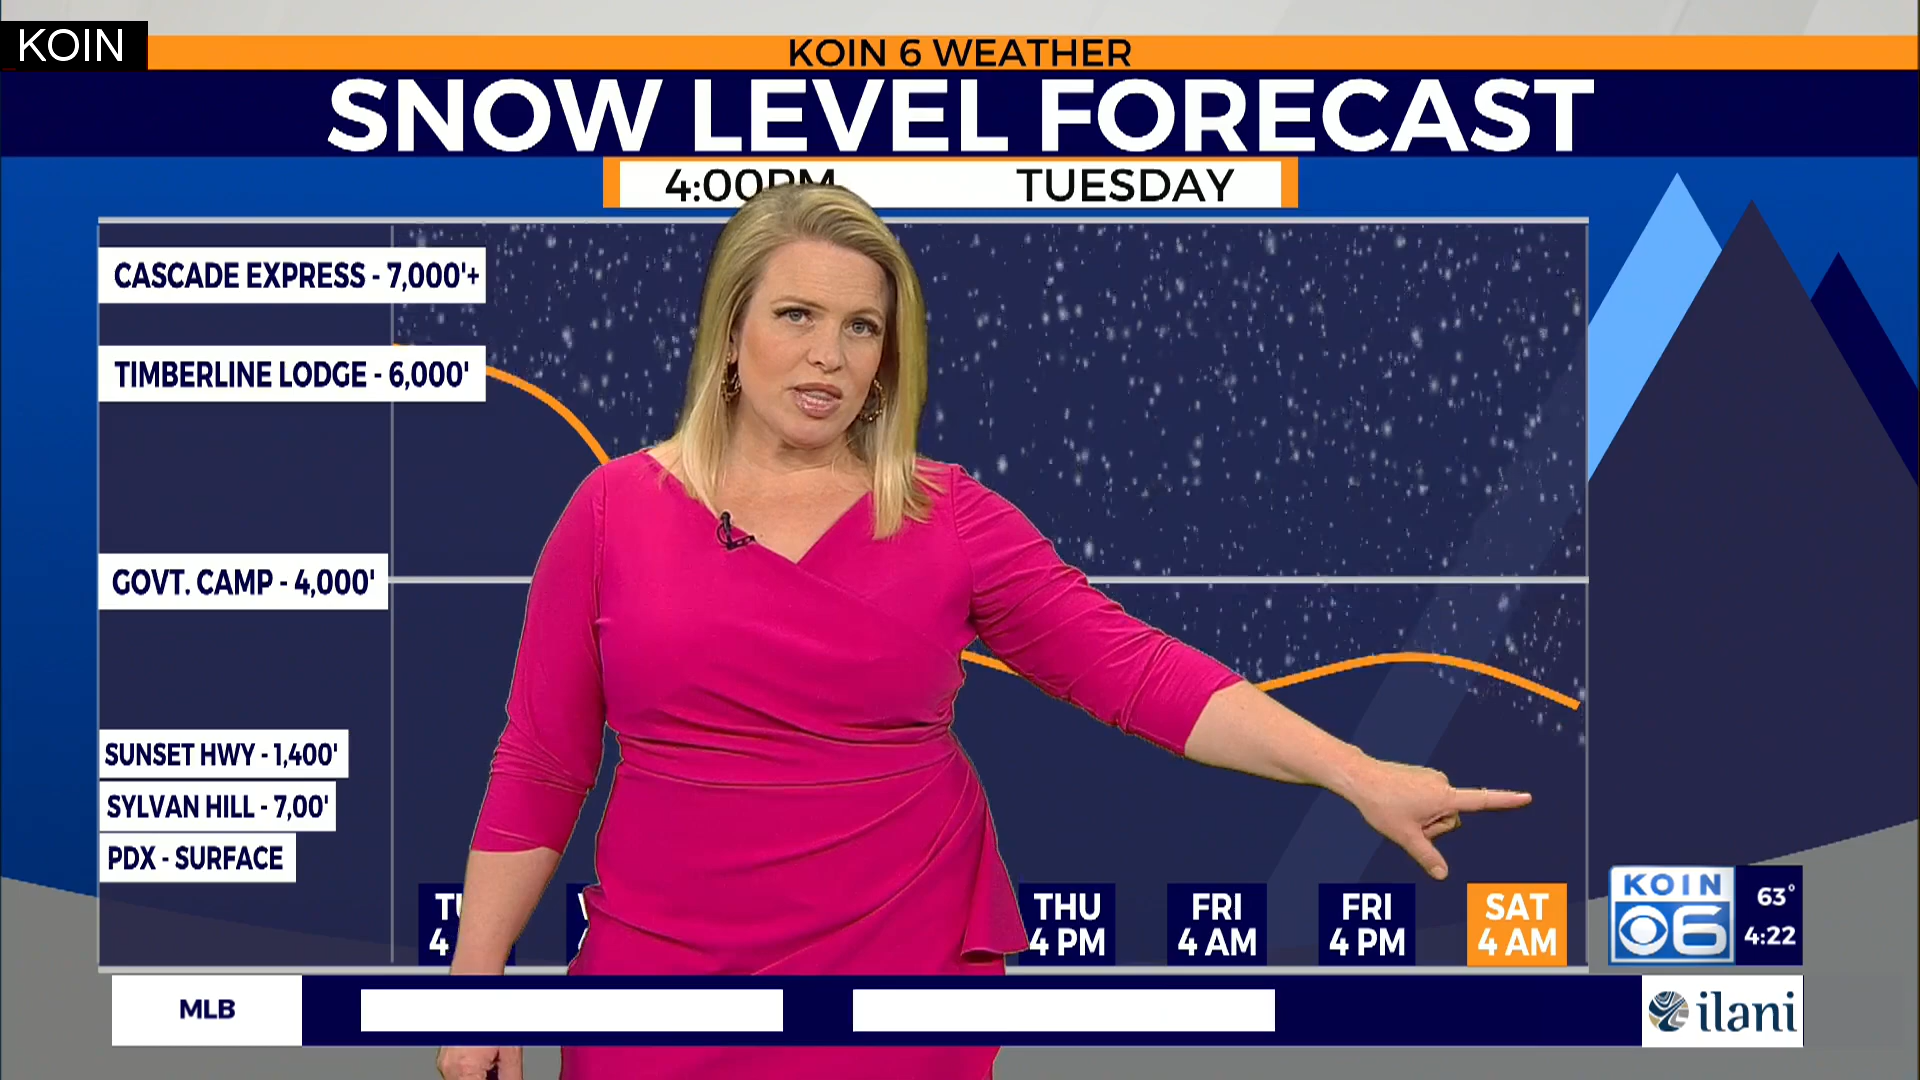 KOIN
KOIN 6 WEATHER
SNOW LEVEL FORECAST
4:00PM TUESDAY
CASCADE EXPRESS - 7,000'+
TIMBERLINE LODGE - 6,000'
GOVT. CAMP - 4,000'
SUNSET HWY - 1,400'
SYLVAN HILL - 7,00'
PDX - SURFACE
THU
4 PM
FRI
4 AM
FRI
4 PM
SAT
4 AM
KOIN
6
63°
4:22
MLB
ilani